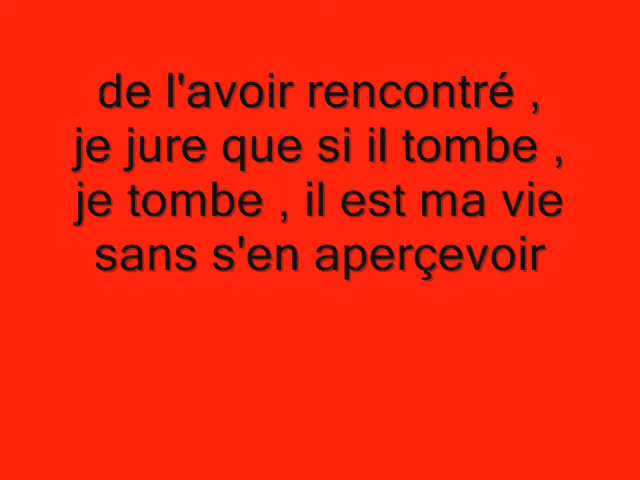 de l'avoir rencontré ,
je jure que si il tombe ,
je tombe , il est ma vie
sans s'en aperçevoir